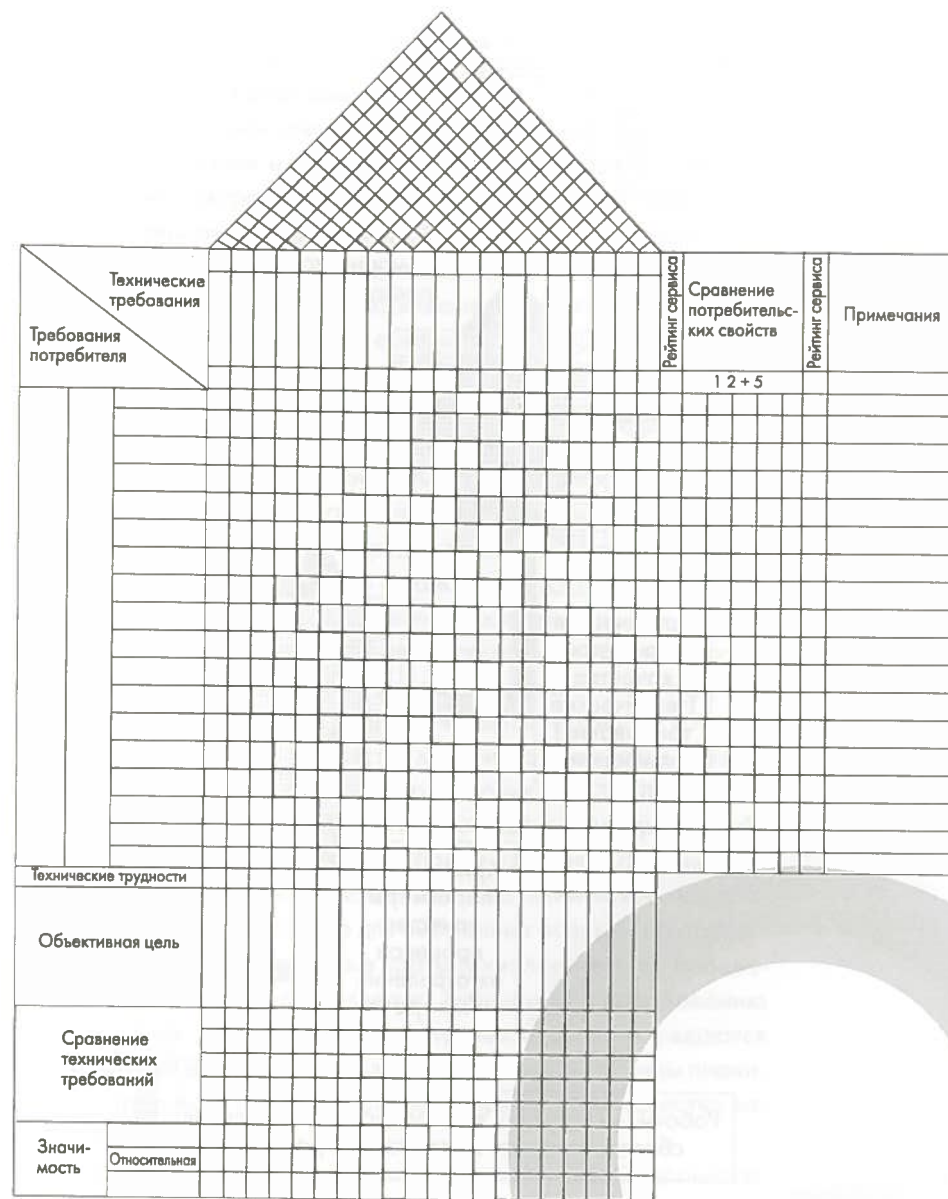 Технические
требования
Требования
потребителя
Рейтинг сервиса
Сравнение
потребительс-
ких свойств
Рейтинг сервиса
Примечания
1 2 + 5
Технические трудности
Объективная цель
Сравнение
технических
требований
Значи-
мость
Относительная